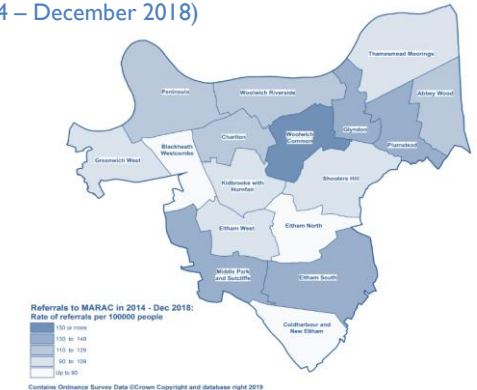 4 – December 2018)
Thamesmead Moorings
Peninsula
Woolwich Riverside
Abbey Wood
Charlton
Woolwich
Common
Glyndon
Plumstead
Blackheath
Westcombe
Greenwich West
Kidbrooke with
Hornfair
Shooters Hill
Eltham West
Eltham North
Middle Park
and Sutcliffe
Eltham South
Coldharbour and
New Eltham
Referrals to MARAC in 2014 - Dec 2018:
Rate of referrals per 100000 people
150 or more
130 to 149
110 to 129
90 to 109
Up to 90
Contains Ordnance Survey Data ©Crown Copyright and database right 2019